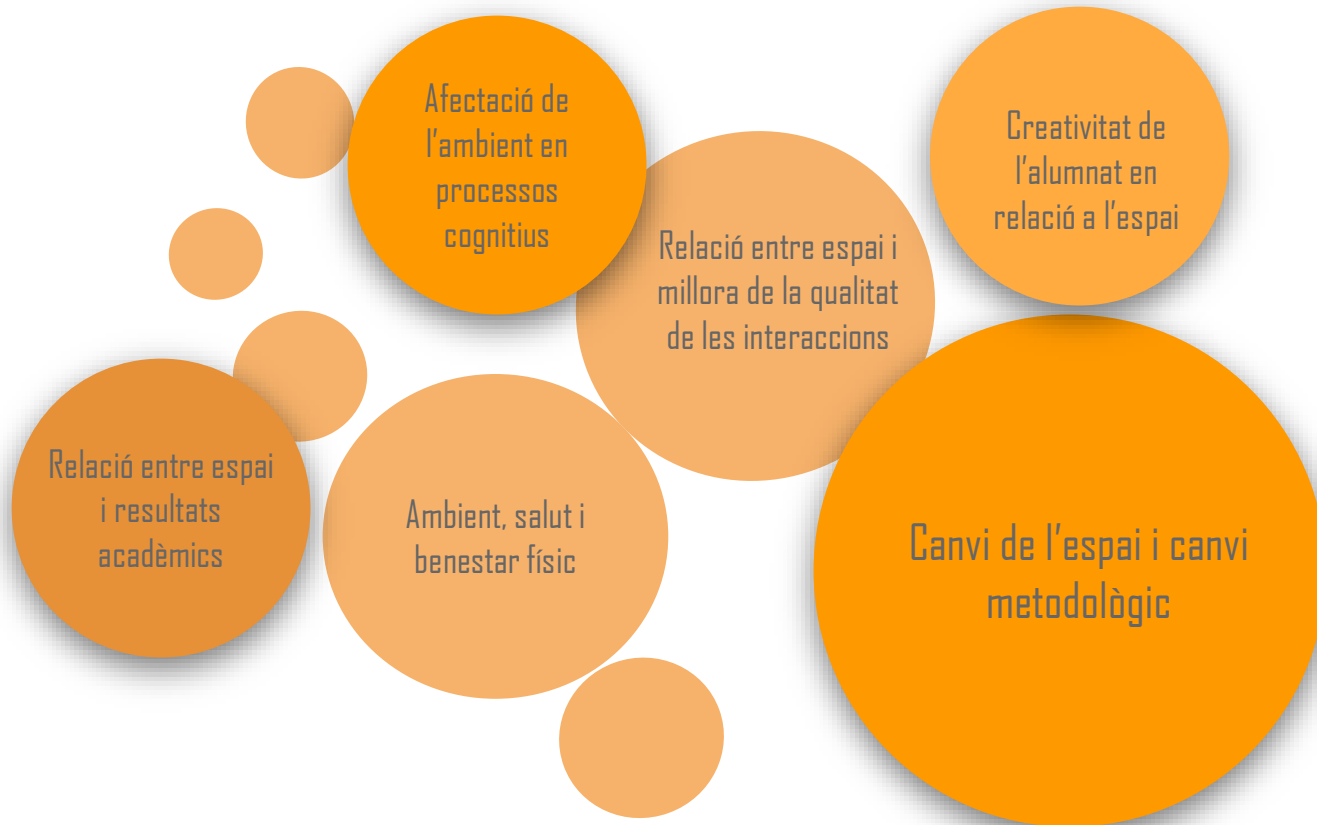 Afectació de
l'ambient en
processos
cognitius
Creativitat de
l'alumnat en
relació a l'espai
Relació entre espai i
millora de la qualitat
de les interaccions
Relació entre espai
i resultats
acadèmics
Ambient, salut i
benestar físic
Canvi de l'espai i canvi
metodològic